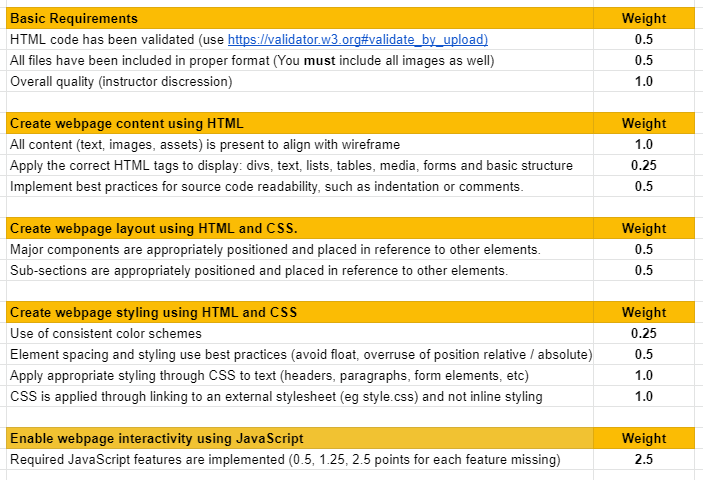 Basic Requirements Weight
HTML code has been validated (use https://validator.w3.org#validate_by_upload) 0.5
All files have been included in proper format (You must include all images as well) 0.5
Overall quality (instructor discression) 1.0
Create webpage content using HTML Weight
All content (text, images, assets) is present to align with wireframe 1.0
Apply the correct HTML tags to display: divs, text, lists, tables, media, forms and basic structure 0.25
Implement best practices for source code readability, such as indentation or comments. 0.5
Create webpage layout using HTML and CSS. Weight
Major components are appropriately positioned and placed in reference to other elements. 0.5
Sub-sections are appropriately positioned and placed in reference to other elements. 0.5
Create webpage styling using HTML and CSS Weight
Use of consistent color schemes 0.25
Element spacing and styling use best practices (avoid float, overruse of position relative / absolute) 0.5
Apply appropriate styling through CSS to text (headers, paragraphs, form elements, etc) 1.0
CSS is applied through linking to an external stylesheet (eg style.css) and not inline styling 1.0
Enable webpage interactivity using JavaScript Weight
Required JavaScript features are implemented (0.5, 1.25, 2.5 points for each feature missing) 2.5